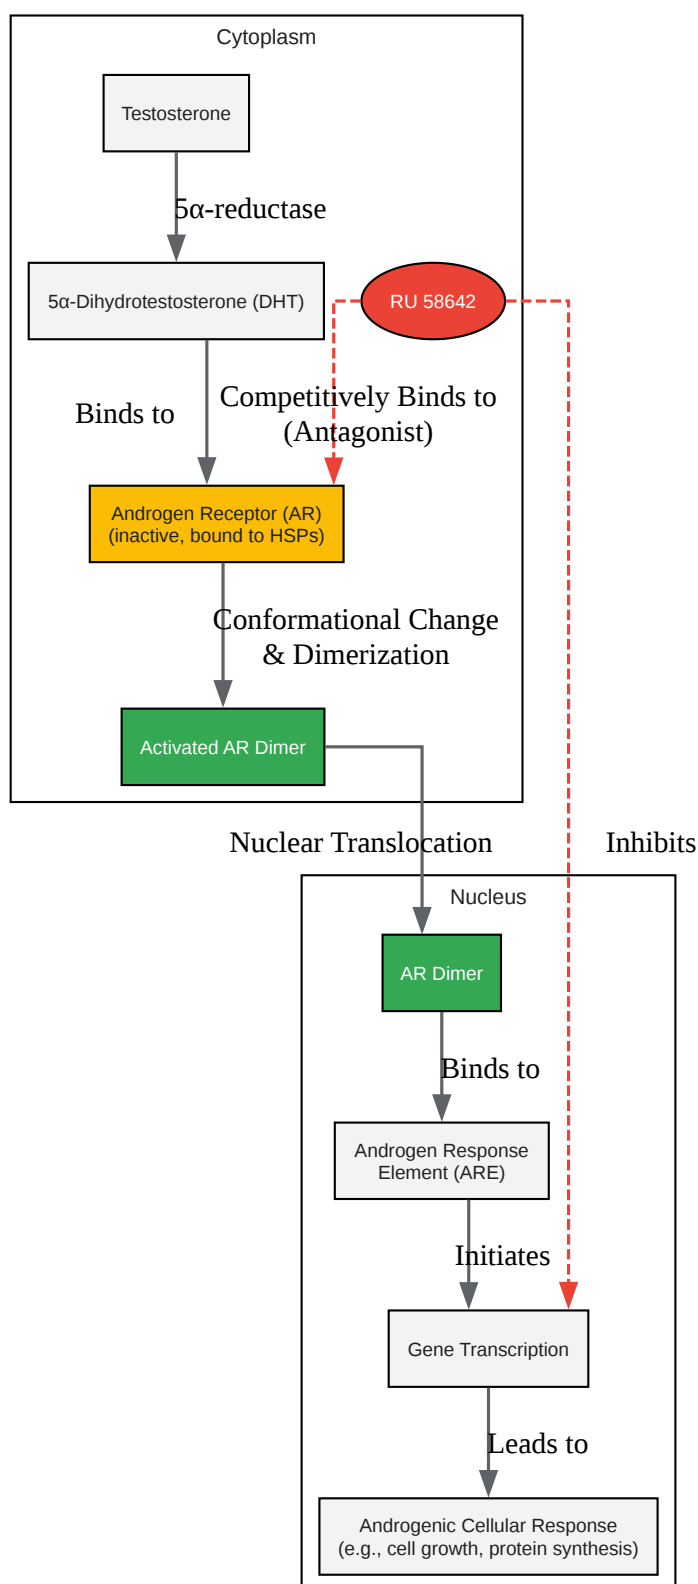 Cytoplasm
Testosterone
5α-reductase
5α-Dihydrotestosterone (DHT)
RU 58642
Binds to
Competitively Binds to
(Antagonist)
Androgen Receptor (AR)
(inactive, bound to HSPs)
Conformational Change
& Dimerization
Activated AR Dimer
Nuclear Translocation
Inhibits
Nucleus
AR Dimer
Binds to
Androgen Response
Element (ARE)
Initiates
Gene Transcription
Leads to
Androgenic Cellular Response
(e.g., cell growth, protein synthesis)